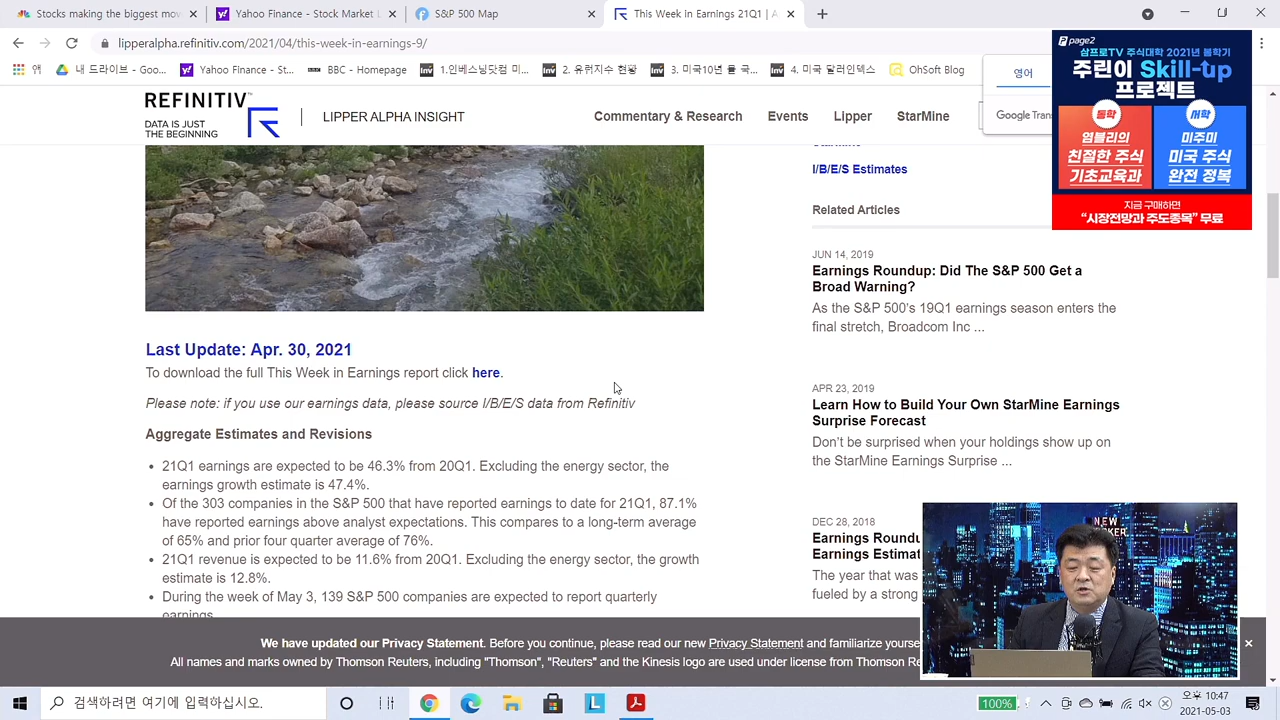 Stocks making the biggest mov
Yahoo Finance - Stock Market L
S&P 500 Map
This Week in Earnings 21Q1 | A
lipperalpha.refinitiv.com/2021/04/this-week-in-earnings-9/
앱
내 드라이브 - Goo...
Yahoo Finance - St...
BBC - Homepage
1.인베스팅닷컴 미...
2. 유럽지수 현황
3. 미국10년 물 국...
4. 미국달러인덱스
OhSoft Blog
영어
Google Tran
page2
삼프로TV 주식대학 2021년 봄학기
주린이 Skill-up
프로젝트
동학
염블리의
친절한 주식
기초교육과
서학
미주미
미국 주식
완전 정복
지금 구매하면
"시장전망과 주도종목" 무료
REFINITIV
DATA IS JUST
THE BEGINNING
LIPPER ALPHA INSIGHT
Commentary & Research
Events
Lipper
StarMine
I/B/E/S Estimates
Related Articles
JUN 14, 2019
Earnings Roundup: Did The S&P 500 Get a
Broad Warning?
As the S&P 500's 19Q1 earnings season enters the
final stretch, Broadcom Inc ...
APR 23, 2019
Learn How to Build Your Own StarMine Earnings
Surprise Forecast
Don't be surprised when your holdings show up on
the StarMine Earnings Surprise ...
DEC 28, 2018
Earnings Roundu
Earnings Estimat
The year that was
fueled by a strong
Last Update: Apr. 30, 2021
To download the full This Week in Earnings report click here.
Please note: if you use our earnings data, please source I/B/E/S data from Refinitiv
Aggregate Estimates and Revisions
• 21Q1 earnings are expected to be 46.3% from 20Q1. Excluding the energy sector, the
earnings growth estimate is 47.4%.
• Of the 303 companies in the S&P 500 that have reported earnings to date for 21Q1, 87.1%
have reported earnings above analyst expectations. This compares to a long-term average
of 65% and prior four quarter average of 76%.
• 21Q1 revenue is expected to be 11.6% from 20Q1. Excluding the energy sector, the growth
estimate is 12.8%.
• During the week of May 3, 139 S&P 500 companies are expected to report quarterly
earnings.
We have updated our Privacy Statement. Before you continue, please read our new Privacy Statement and familiarize yourse
All names and marks owned by Thomson Reuters, including "Thomson", "Reuters" and the Kinesis logo are used under license from Thomson Re
NEW
검색하려면 여기에 입력하십시오.
100%
오후 10:47
2021-05-03